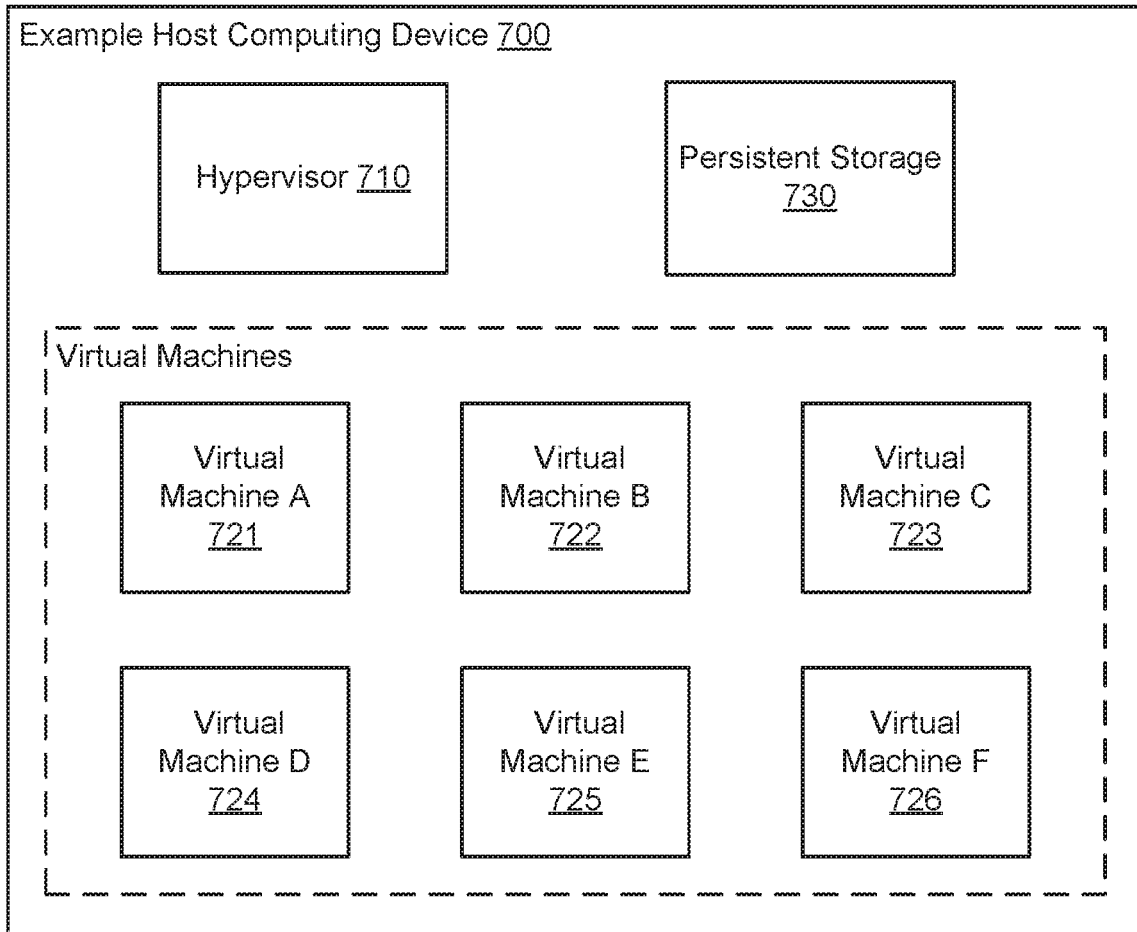 Example Host Computing Device 700
Hypervisor 710
Persistent Storage
730
Virtual Machines
Virtual
Machine A
721
Virtual
Machine B
722
Virtual
Machine C
723
Virtual
Machine D
724
Virtual
Machine E
725
Virtual
Machine F
726